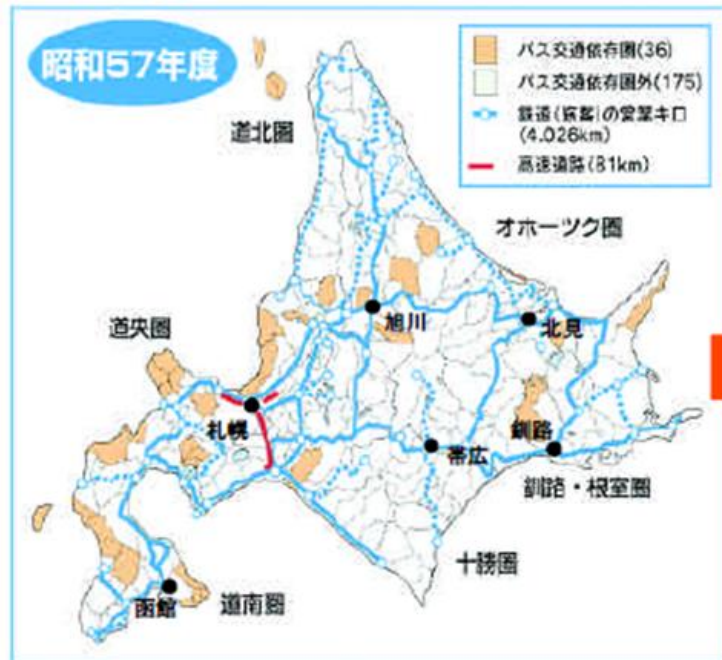 昭和57年度
バス交通依存圏(36)
バス交通依存圏外(175)
鉄道(旅客)の営業キロ
(4.026km)
高速道路(81km)
道北圏
オホーツク圏
旭川
北見
道央圏
札幌
帯広
釧路
釧路・根室圏
十勝圏
函館
道南圏